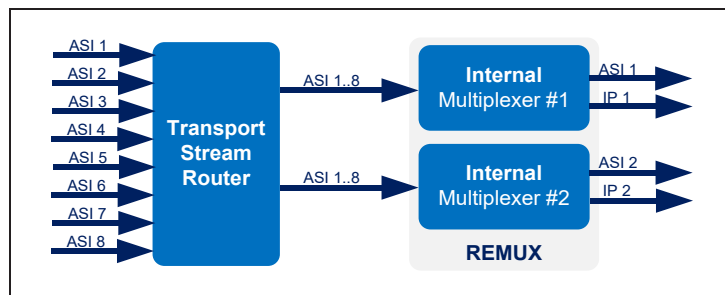 ASI 1
ASI 2
ASI 3
ASI 4
ASI 5
ASI 6
ASI 7
ASI 8
Transport
Stream
Router
ASI 1..8
ASI 1..8
Internal
Multiplexer #1
ASI 1
IP 1
Internal
Multiplexer #2
ASI 2
IP 2
REMUX